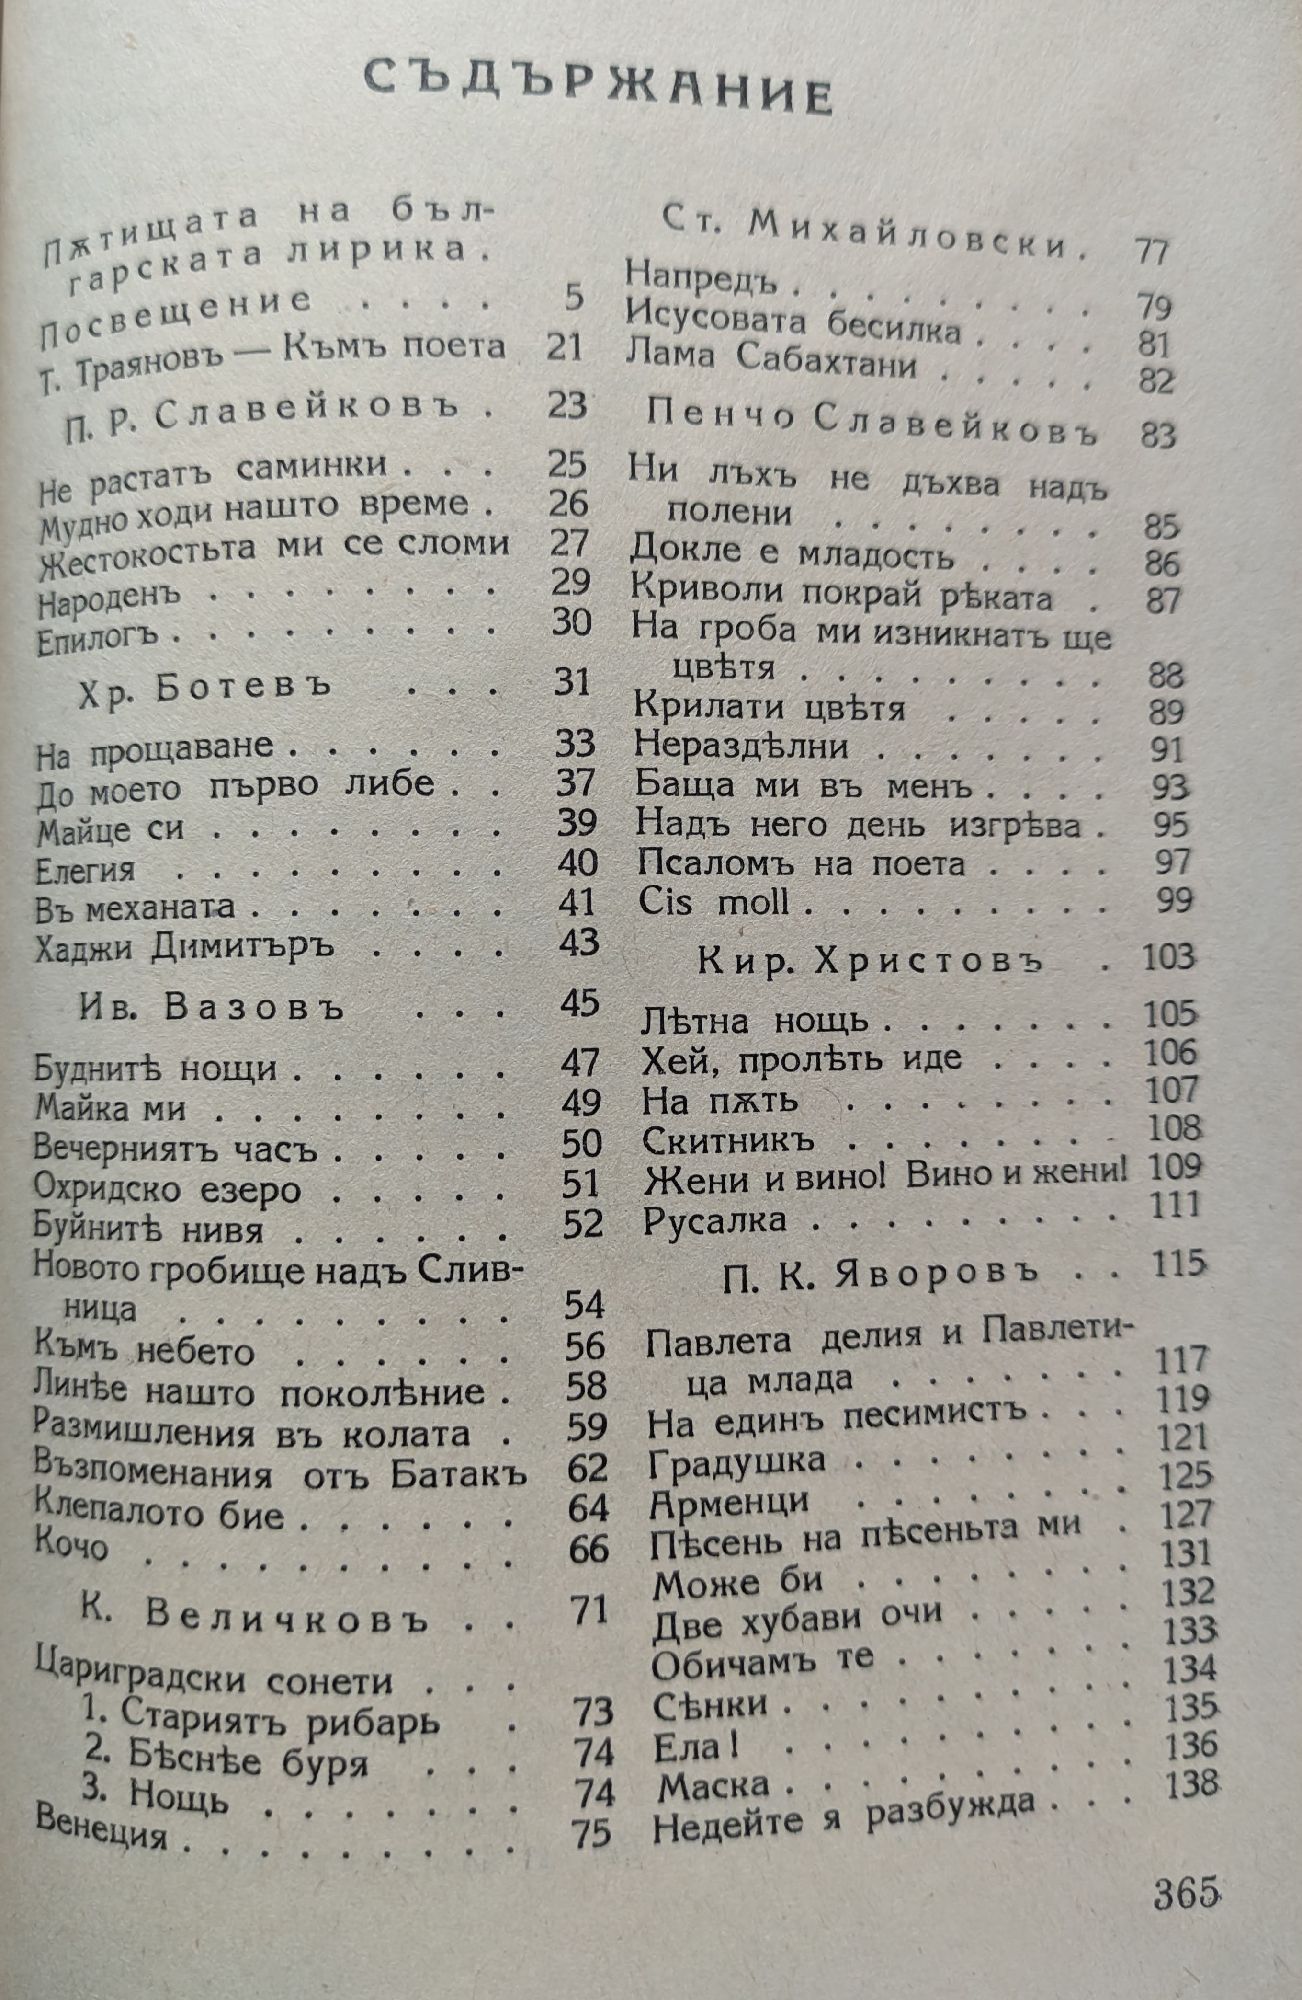 СЪДЪРЖАНИЕ
Пѫтищата на бъл-
гарската лирика .
Посвещение . . . . 5
Т. Траяновъ — Къмъ поета 21
П. Р. Славейковъ . 23
Не растатъ саминки . . . 25
Мудно ходи нашто време . 26
Жестокостьта ми се сломи 27
Народенъ . . . . . . . . 29
Епилогъ . . . . . . . . . 30
Хр. Ботевъ . . . 31
На прощаване . . . . . . 33
До моето първо либе . . 37
Майце си . . . . . . . . 39
Елегия . . . . . . . . . 40
Въ механата . . . . . . . 41
Хаджи Димитъръ . . . . 43
Ив. Вазовъ . . . 45
Буднитѣ нощи . . . . . . 47
Майка ми . . . . . . . . 49
Вечерниятъ часъ . . . . . 50
Охридско езеро . . . . . 51
Буйнитѣ нивя . . . . . . 52
Новото гробище надъ Слив-
ница . . . . . . . . . 54
Къмъ небето . . . . . . 56
Линѣе нашто поколѣние . 58
Размишления въ колата . 59
Възпоменания отъ Батакъ 62
Клепалото бие . . . . . . 64
Кочо . . . . . . . . . . 66
К. Величковъ . . 71
Цариградски сонети . . .
1. Стариятъ рибарь . 73
2. Бѣснѣе буря . . . 74
3. Нощь . . . . . . . 74
Венеция . . . . . . . . . 75
Ст. Михайловски . 77
Напредъ . . . . . . . . . 79
Исусовата бесилка . . . . 81
Лама Сабахтани . . . . . 82
Пенчо Славейковъ 83
Ни лъхъ не дъхва надъ
полени . . . . . . . . 85
Докле е младость . . . . 86
Криволи покрай рѣката . 87
На гроба ми изникнатъ ще
цвѣтя . . . . . . . . . 88
Крилати цвѣтя . . . . . 89
Нераздѣлни . . . . . . . 91
Баща ми въ менъ . . . . 93
Надъ него день изгрѣва . 95
Псаломъ на поета . . . . 97
Cis moll . . . . . . . . . 99
Кир. Христовъ . 103
Лѣтна нощь . . . . . . . 105
Хей, пролѣть иде . . . . 106
На пѫть . . . . . . . . 107
Скитникъ . . . . . . . . 108
Жени и вино! Вино и жени! 109
Русалка . . . . . . . . . 111
П. К. Яворовъ . . 115
Павлета делия и Павлети-
ца млада . . . . . . . 117
На единъ песимистъ . . . 119
Градушка . . . . . . . . 121
Арменци . . . . . . . . 125
Пѣсень на пѣсеньта ми . 127
Може би . . . . . . . . 131
Две хубави очи . . . . . 132
Обичамъ те . . . . . . . 133
Сѣнки . . . . . . . . . . 134
Ела! . . . . . . . . . . 135
Маска . . . . . . . . . . 136
Недейте я разбужда . . . 138
365